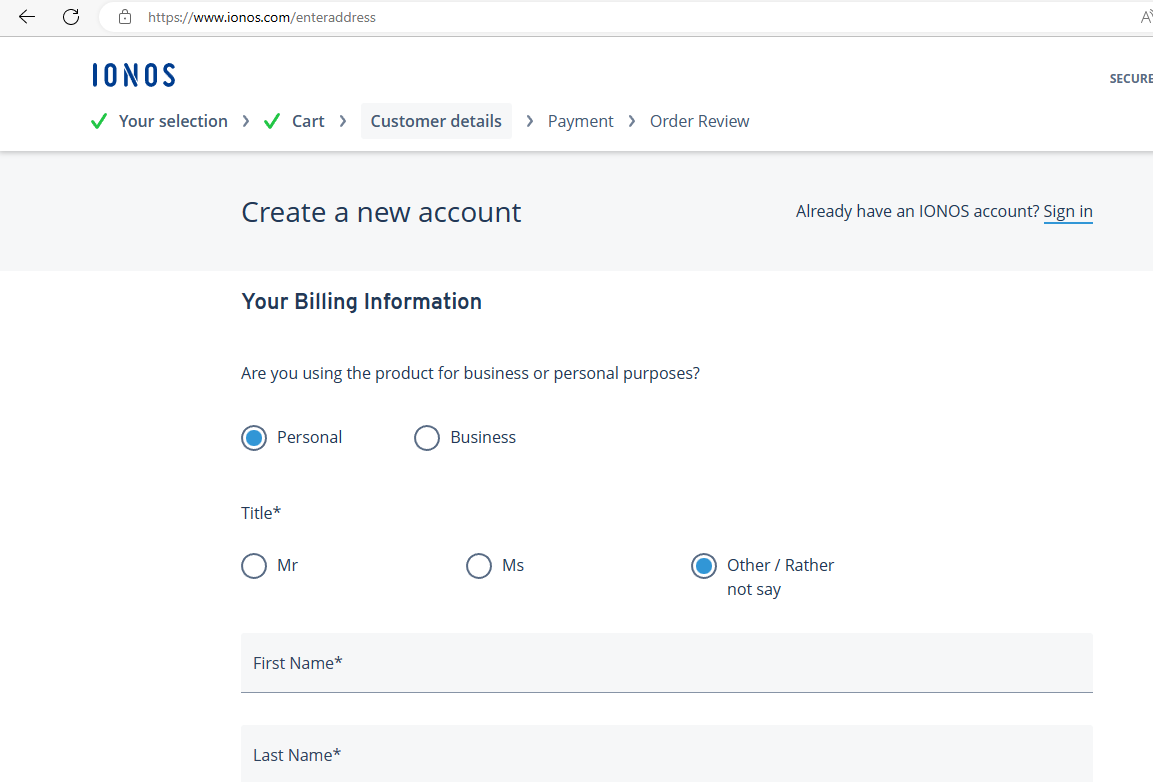 https://www.ionos.com/enteraddress
IONOS
SECURE
Your selection > Cart > Customer details > Payment > Order Review
Create a new account
Already have an IONOS account? Sign in
Your Billing Information
Are you using the product for business or personal purposes?
Personal Business
Title*
Mr Ms Other / Rather
not say
First Name*
Last Name*